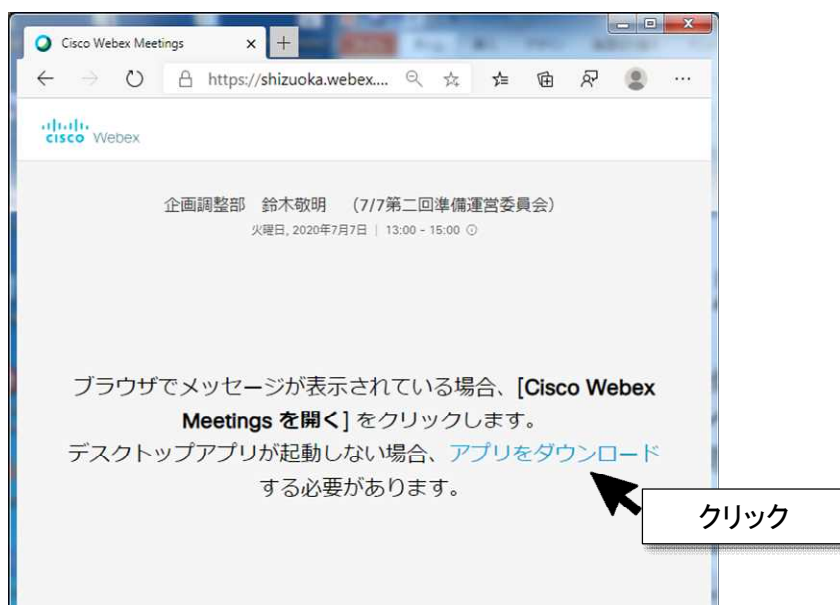 Cisco Webex Meetings
https://shizuoka.webex....
CISCO Webex
企画調整部　鈴木敬明　（7/7第二回準備運営委員会）
火曜日, 2020年7月7日 | 13:00 - 15:00
ブラウザでメッセージが表示されている場合、[Cisco Webex
Meetings を開く] をクリックします。
デスクトップアプリが起動しない場合、アプリをダウンロード
する必要があります。
クリック